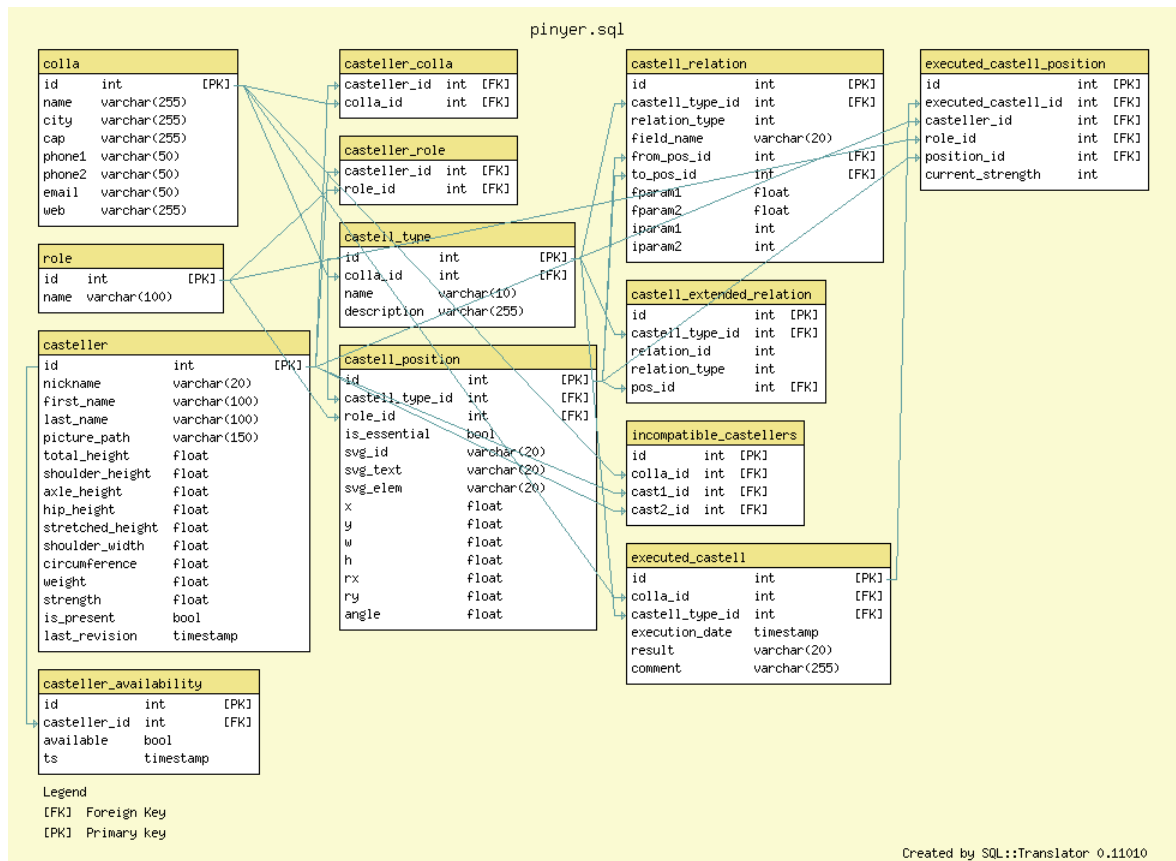 pinyer.sql
colla
id int [PK]
name varchar(255)
city varchar(255)
cap varchar(255)
phone1 varchar(50)
phone2 varchar(50)
email varchar(50)
web varchar(255)
role
id int [PK]
name varchar(100)
casteller
id int [PK]
nickname varchar(20)
first_name varchar(100)
last_name varchar(100)
picture_path varchar(150)
total_height float
shoulder_height float
axle_height float
hip_height float
stretched_height float
shoulder_width float
circumference float
weight float
strength float
is_present bool
last_revision timestamp
casteller_availability
id int [PK]
casteller_id int [FK]
available bool
ts timestamp
Legend
[FK] Foreign Key
[PK] Primary key
casteller_colla
casteller_id int [FK]
colla_id int [FK]
casteller_role
casteller_id int [FK]
role_id int [FK]
castell_type
id int [PK]
colla_id int [FK]
name varchar(10)
description varchar(255)
castell_position
id int [PK]
castell_type_id int [FK]
role_id int [FK]
is_essential bool
svg_id varchar(20)
svg_text varchar(20)
svg_elem varchar(20)
x float
y float
w float
h float
rx float
ry float
angle float
castell_relation
id int [PK]
castell_type_id int [FK]
relation_type int
field_name varchar(20)
from_pos_id int [FK]
to_pos_id int [FK]
fparam1 float
fparam2 float
iparam1 int
iparam2 int
castell_extended_relation
id int [PK]
castell_type_id int [FK]
relation_id int
relation_type int
pos_id int [FK]
incompatible_castellers
id int [PK]
colla_id int [FK]
cast1_id int [FK]
cast2_id int [FK]
executed_castell
id int [PK]
colla_id int [FK]
castell_type_id int [FK]
execution_date timestamp
result varchar(20)
comment varchar(255)
executed_castell_position
id int [PK]
executed_castell_id int [FK]
casteller_id int [FK]
role_id int [FK]
position_id int [FK]
current_strength int
Created by SQL::Translator 0.11010